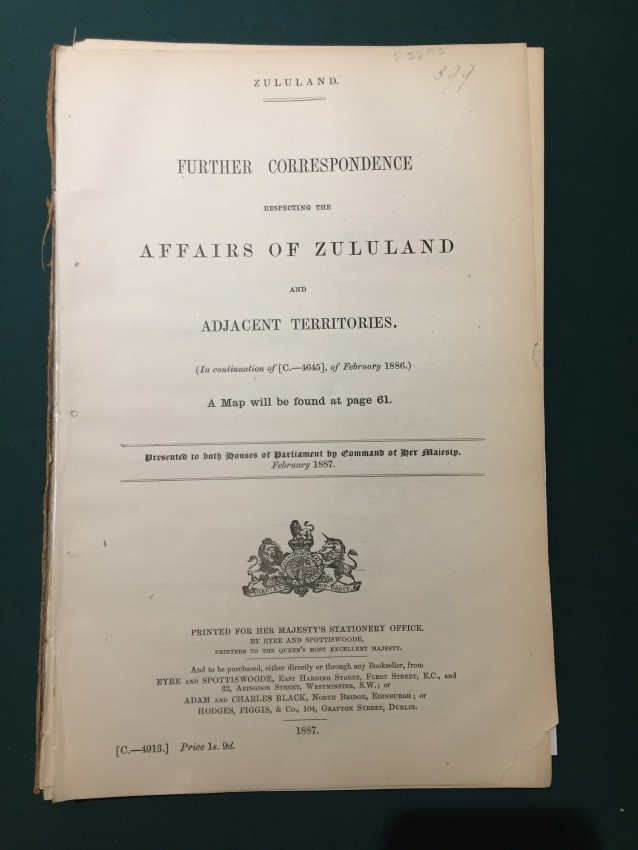 399
ZULULAND.
FURTHER CORRESPONDENCE
RESPECTING THE
AFFAIRS OF ZULULAND
AND
ADJACENT TERRITORIES.
(In continuation of [C.—4645], of February 1886.)
A Map will be found at page 61.
Presented to both Houses of Parliament by Command of Her Majesty.
February 1887.
PRINTED FOR HER MAJESTY'S STATIONERY OFFICE,
BY EYRE AND SPOTTISWOODE,
PRINTERS TO THE QUEEN'S MOST EXCELLENT MAJESTY.
And to be purchased, either directly or through any Bookseller, from
EYRE AND SPOTTISWOODE, EAST HARDING STREET, FLEET STREET, E.C., and
32, ABINGDON STREET, WESTMINSTER, S.W.; or
ADAM AND CHARLES BLACK, NORTH BRIDGE, EDINBURGH; or
HODGES, FIGGIS, & Co., 104, GRAFTON STREET, DUBLIN.
1887.
[C.—4913.] Price 1s. 9d.